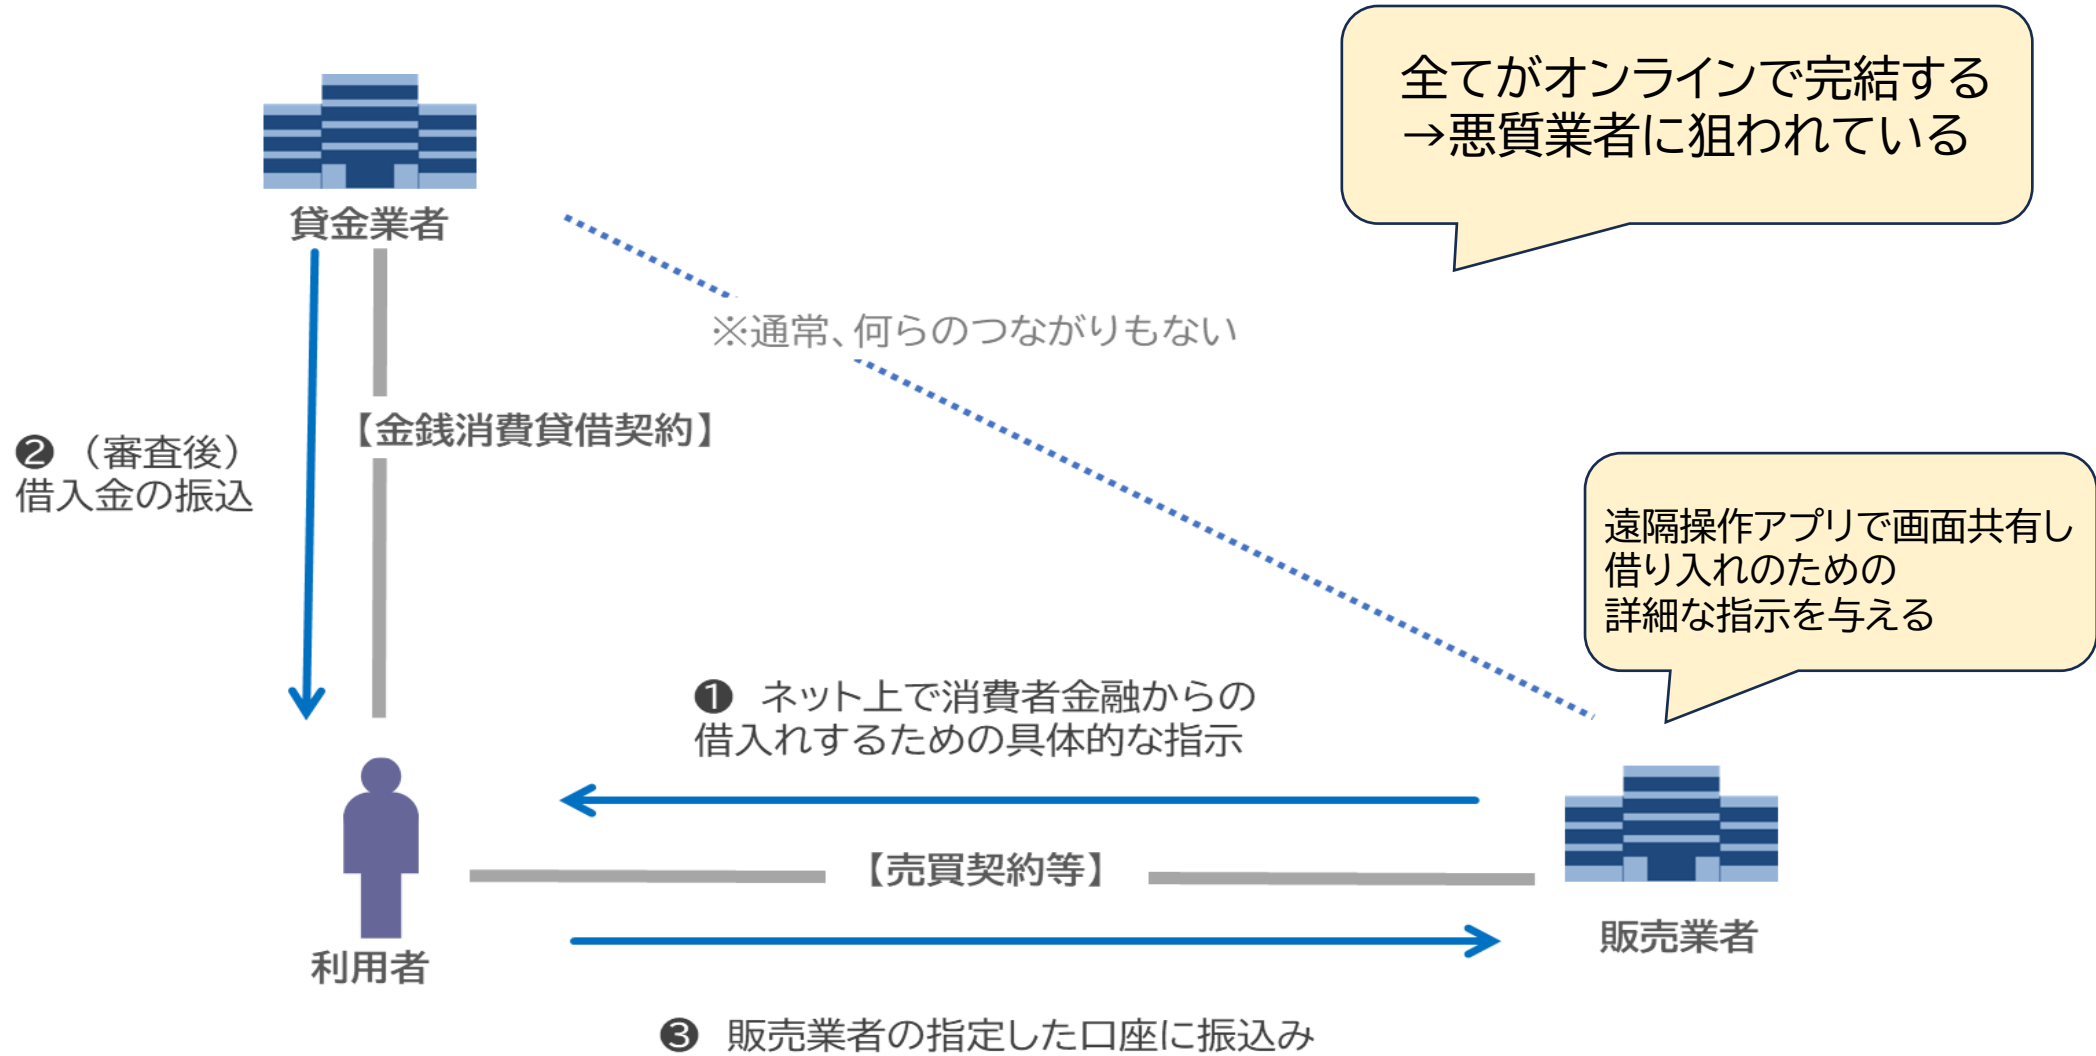 全てがオンラインで完結する
→悪質業者に狙われている
貸金業者
※通常、何らのつながりもない
【金銭消費貸借契約】
❷ （審査後）
借入金の振込
遠隔操作アプリで画面共有し
借り入れのための
詳細な指示を与える
❶ ネット上で消費者金融からの
借入れするための具体的な指示
【売買契約等】
利用者
販売業者
❸ 販売業者の指定した口座に振込み